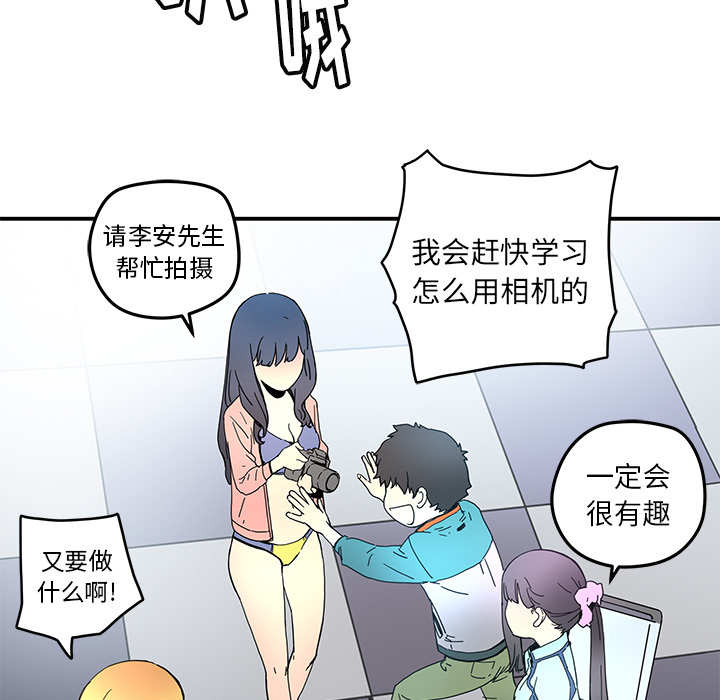 哦
请李安先生
帮忙拍摄
我会赶快学习
怎么用相机的
一定会
很有趣
又要做
什么啊!